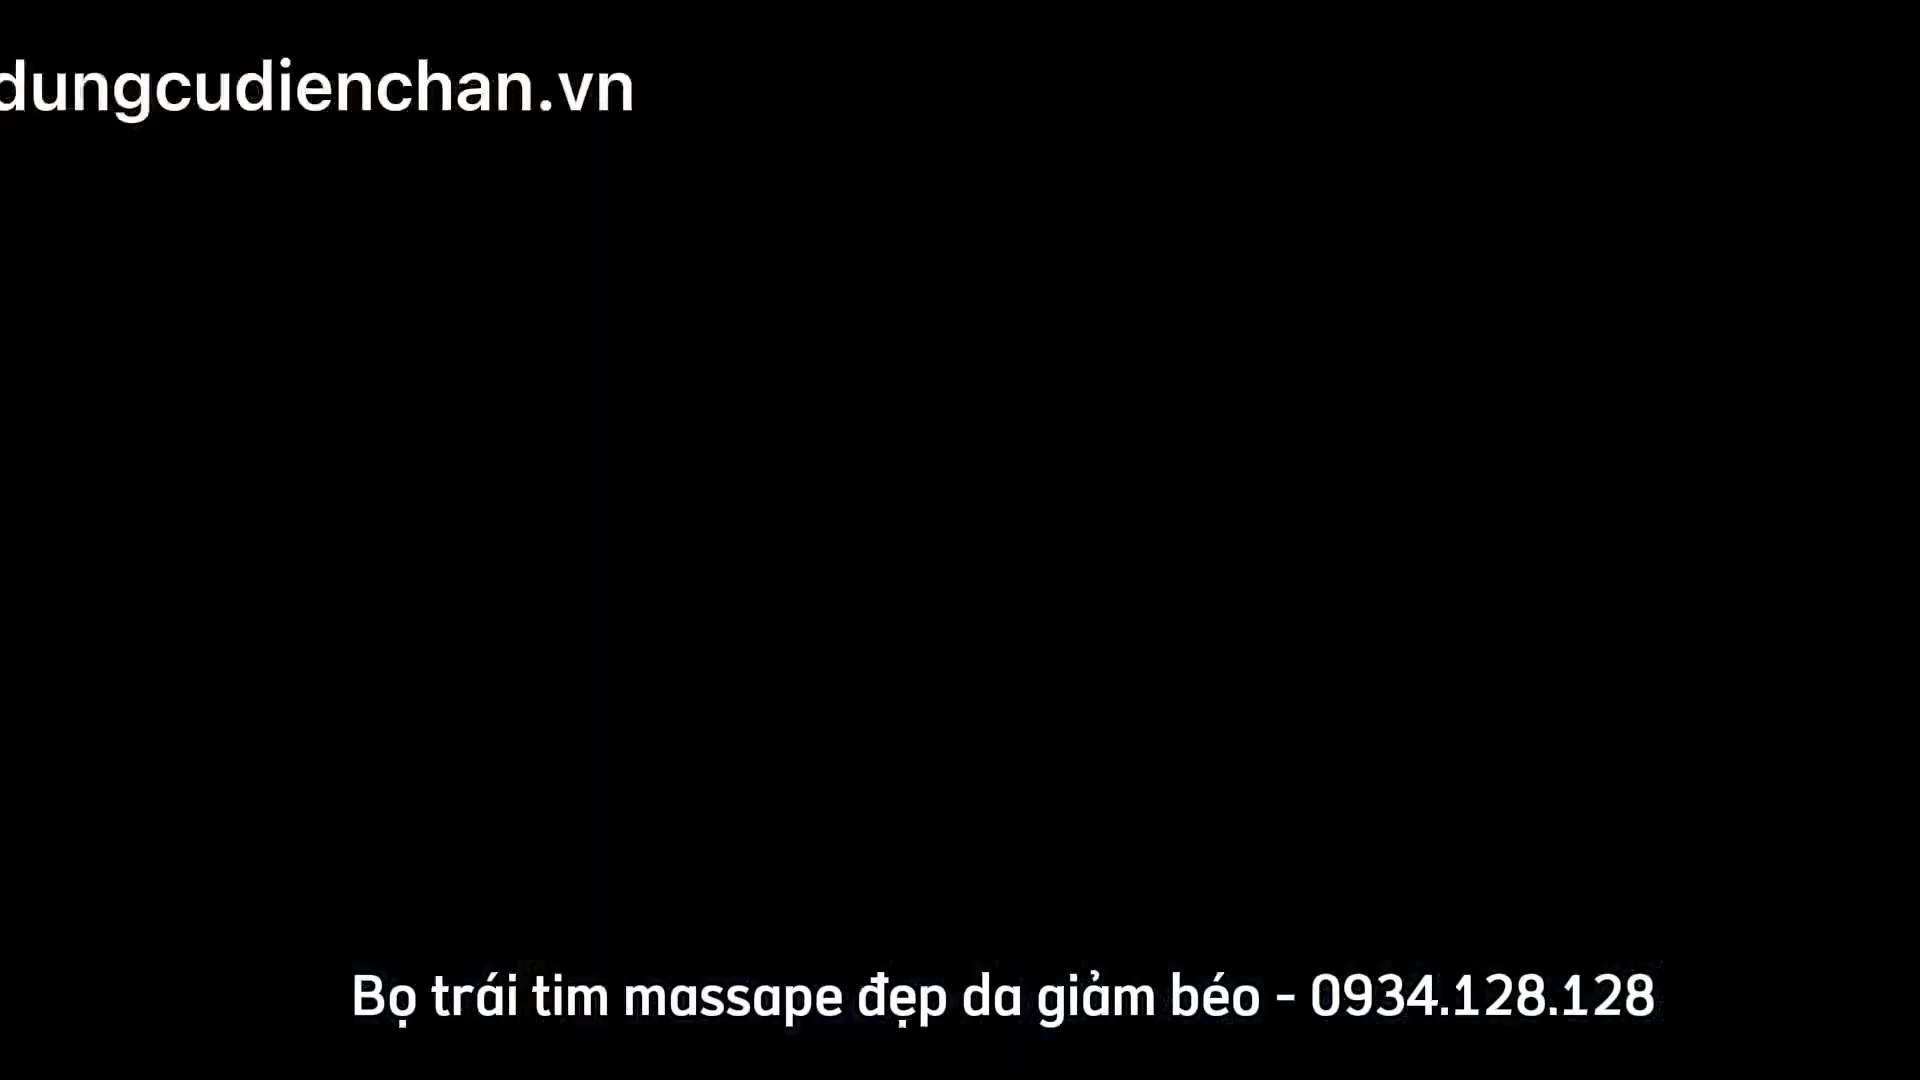 dungcudienchan.vn
Bọ trái tim massape đẹp da giảm béo - 0934.128.128